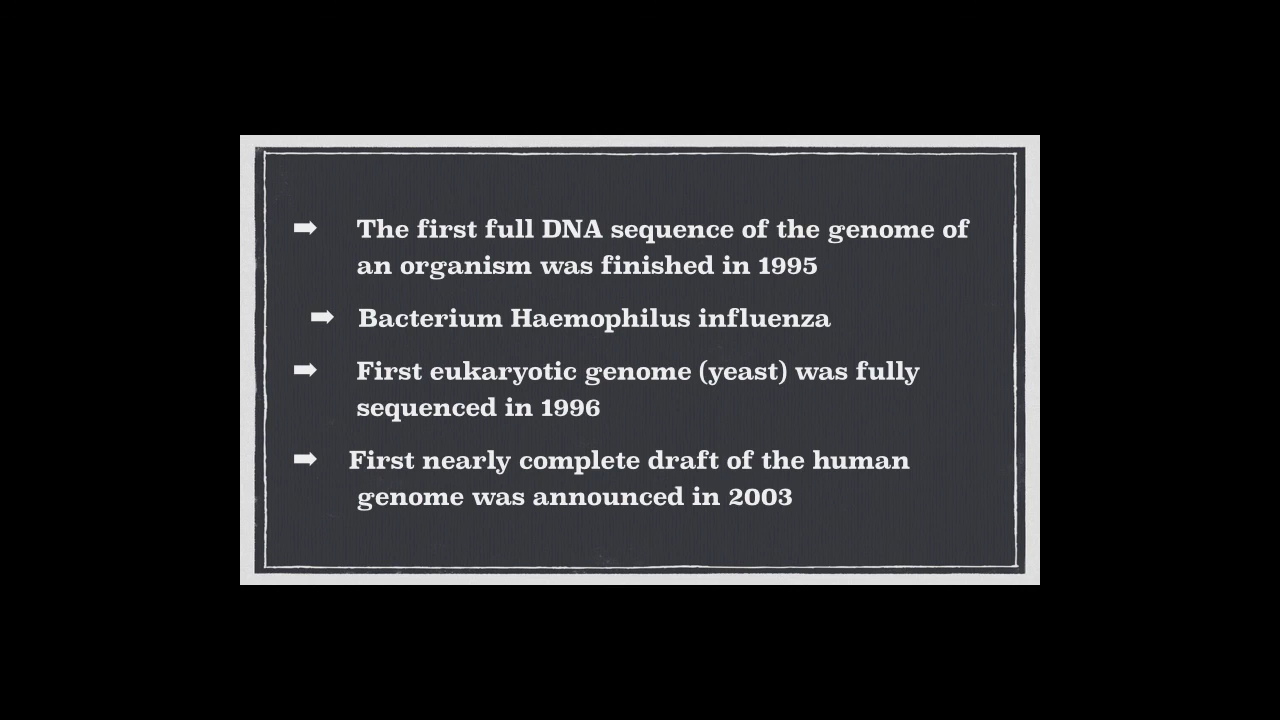 ➡ The first full DNA sequence of the genome of
an organism was finished in 1995
➡ Bacterium Haemophilus influenza
➡ First eukaryotic genome (yeast) was fully
sequenced in 1996
➡ First nearly complete draft of the human
genome was announced in 2003